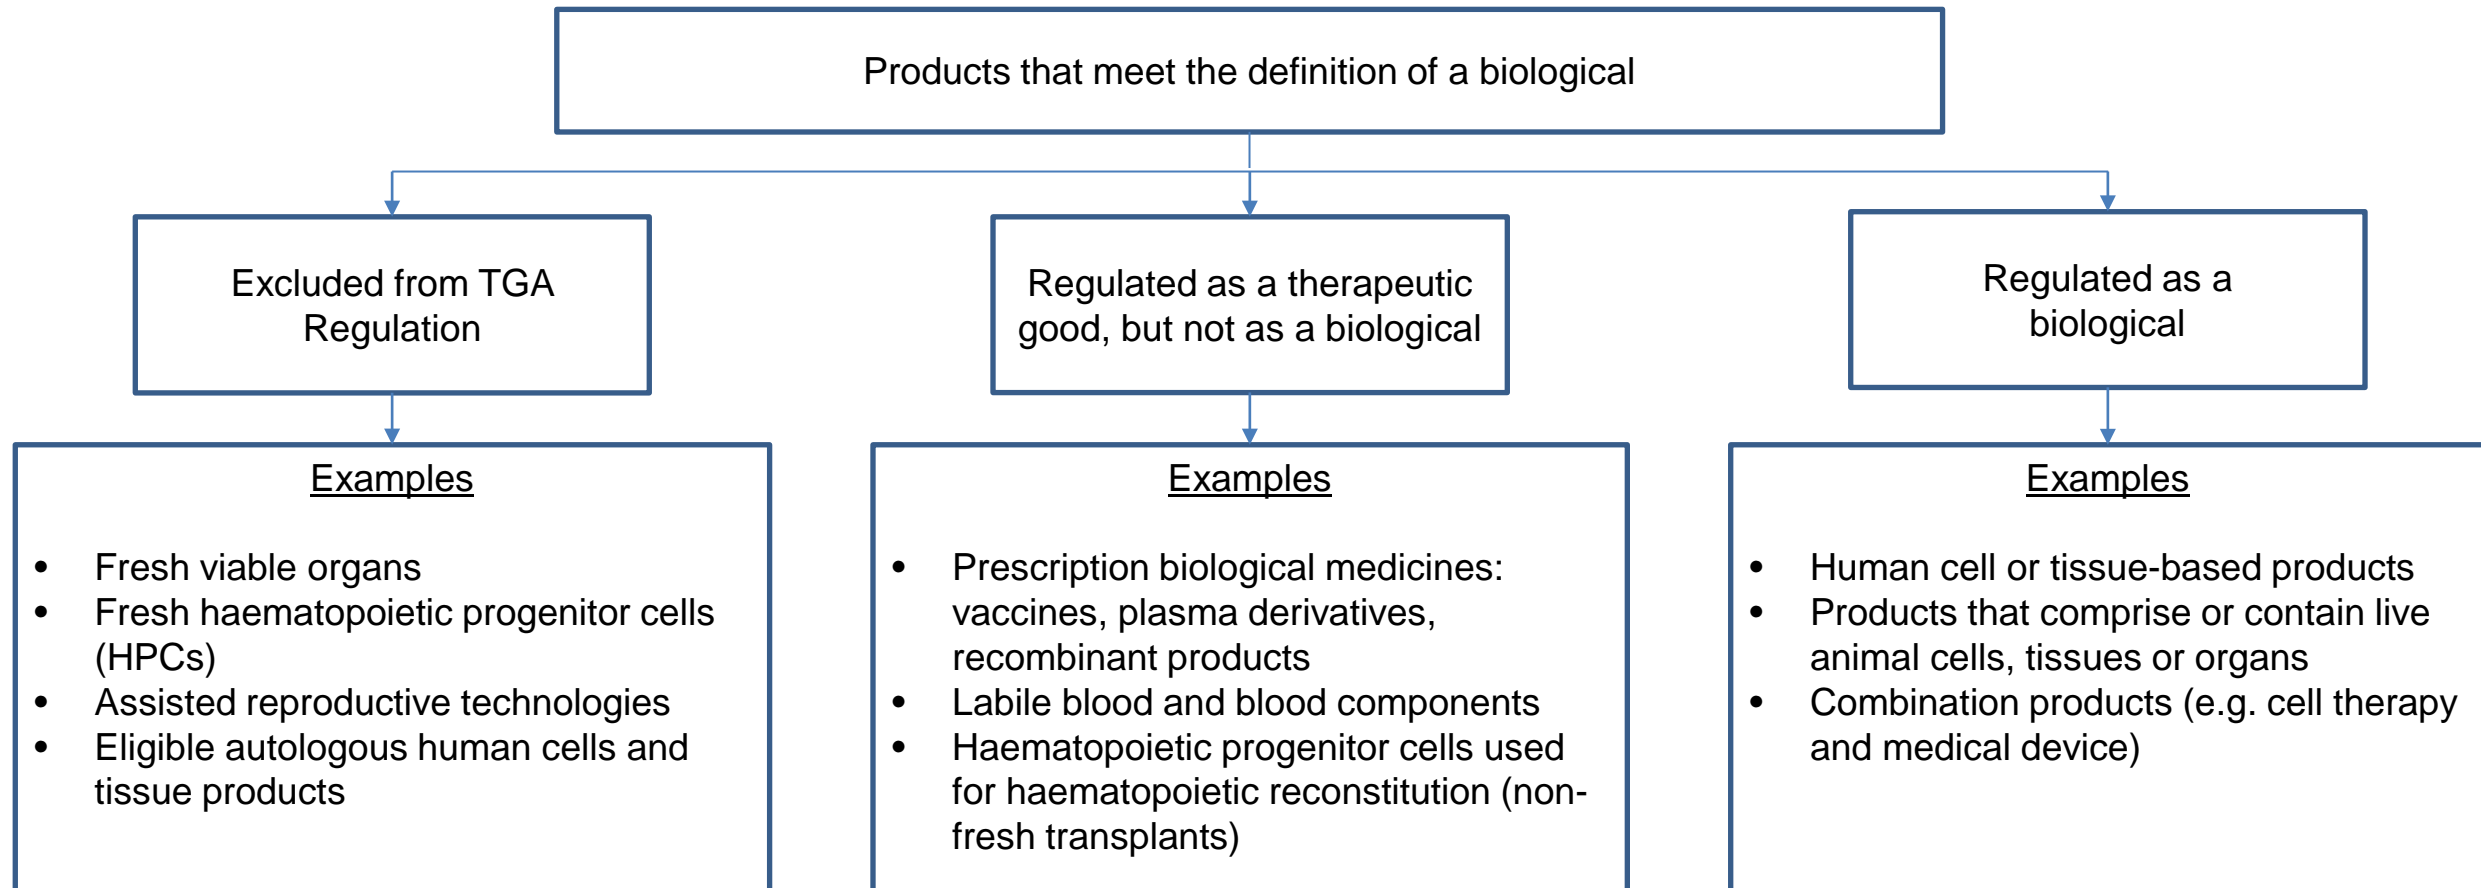 Products that meet the definition of a biological
Excluded from TGA
Regulation
Regulated as a therapeutic
good, but not as a biological
Regulated as a
biological
Examples
• Fresh viable organs
• Fresh haematopoietic progenitor cells
(HPCs)
• Assisted reproductive technologies
• Eligible autologous human cells and
tissue products
Examples
• Prescription biological medicines:
vaccines, plasma derivatives,
recombinant products
• Labile blood and blood components
• Haematopoietic progenitor cells used
for haematopoietic reconstitution (non-
fresh transplants)
Examples
• Human cell or tissue-based products
• Products that comprise or contain live
animal cells, tissues or organs
• Combination products (e.g. cell therapy
and medical device)